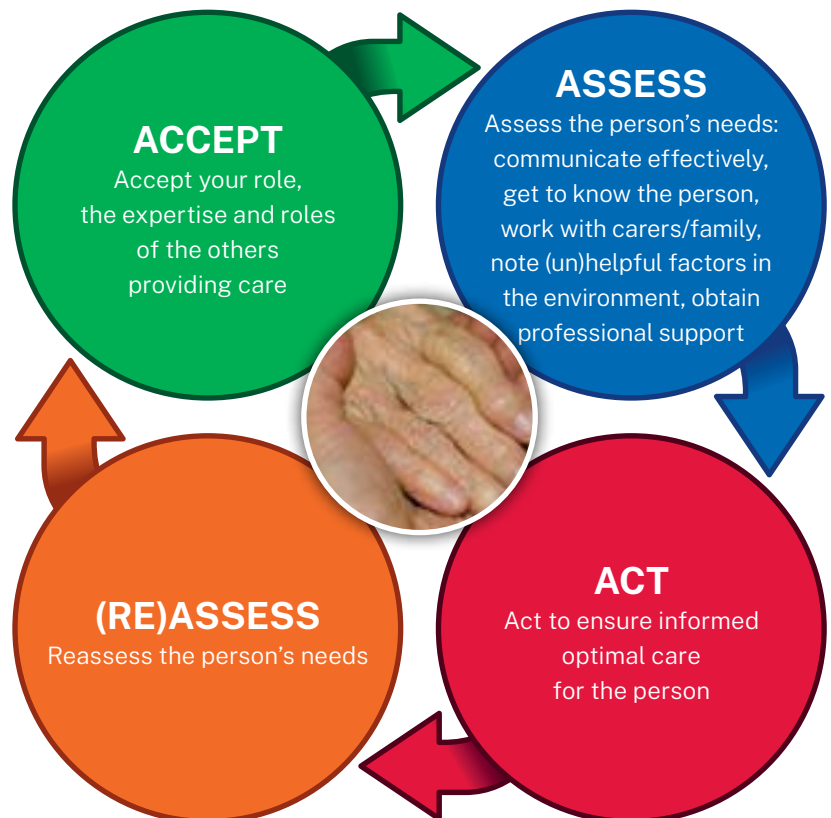 ACCEPT
Accept your role,
the expertise and roles
of the others
providing care
ASSESS
Assess the person’s needs:
communicate effectively,
get to know the person,
work with carers/family,
note (un)helpful factors in
the environment, obtain
professional support
ACT
Act to ensure informed
optimal care
for the person
(RE)ASSESS
Reassess the person’s needs